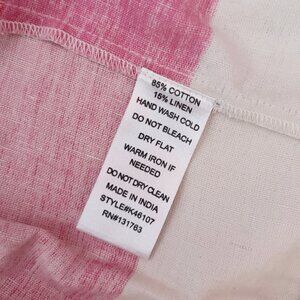 85% COTTON
15% LINEN
HAND WASH COLD
DO NOT BLEACH
DRY FLAT
WARM IRON IF
NEEDED
DO NOT DRY CLEAN
MADE IN INDIA
STYLE#K46107
RN#131763